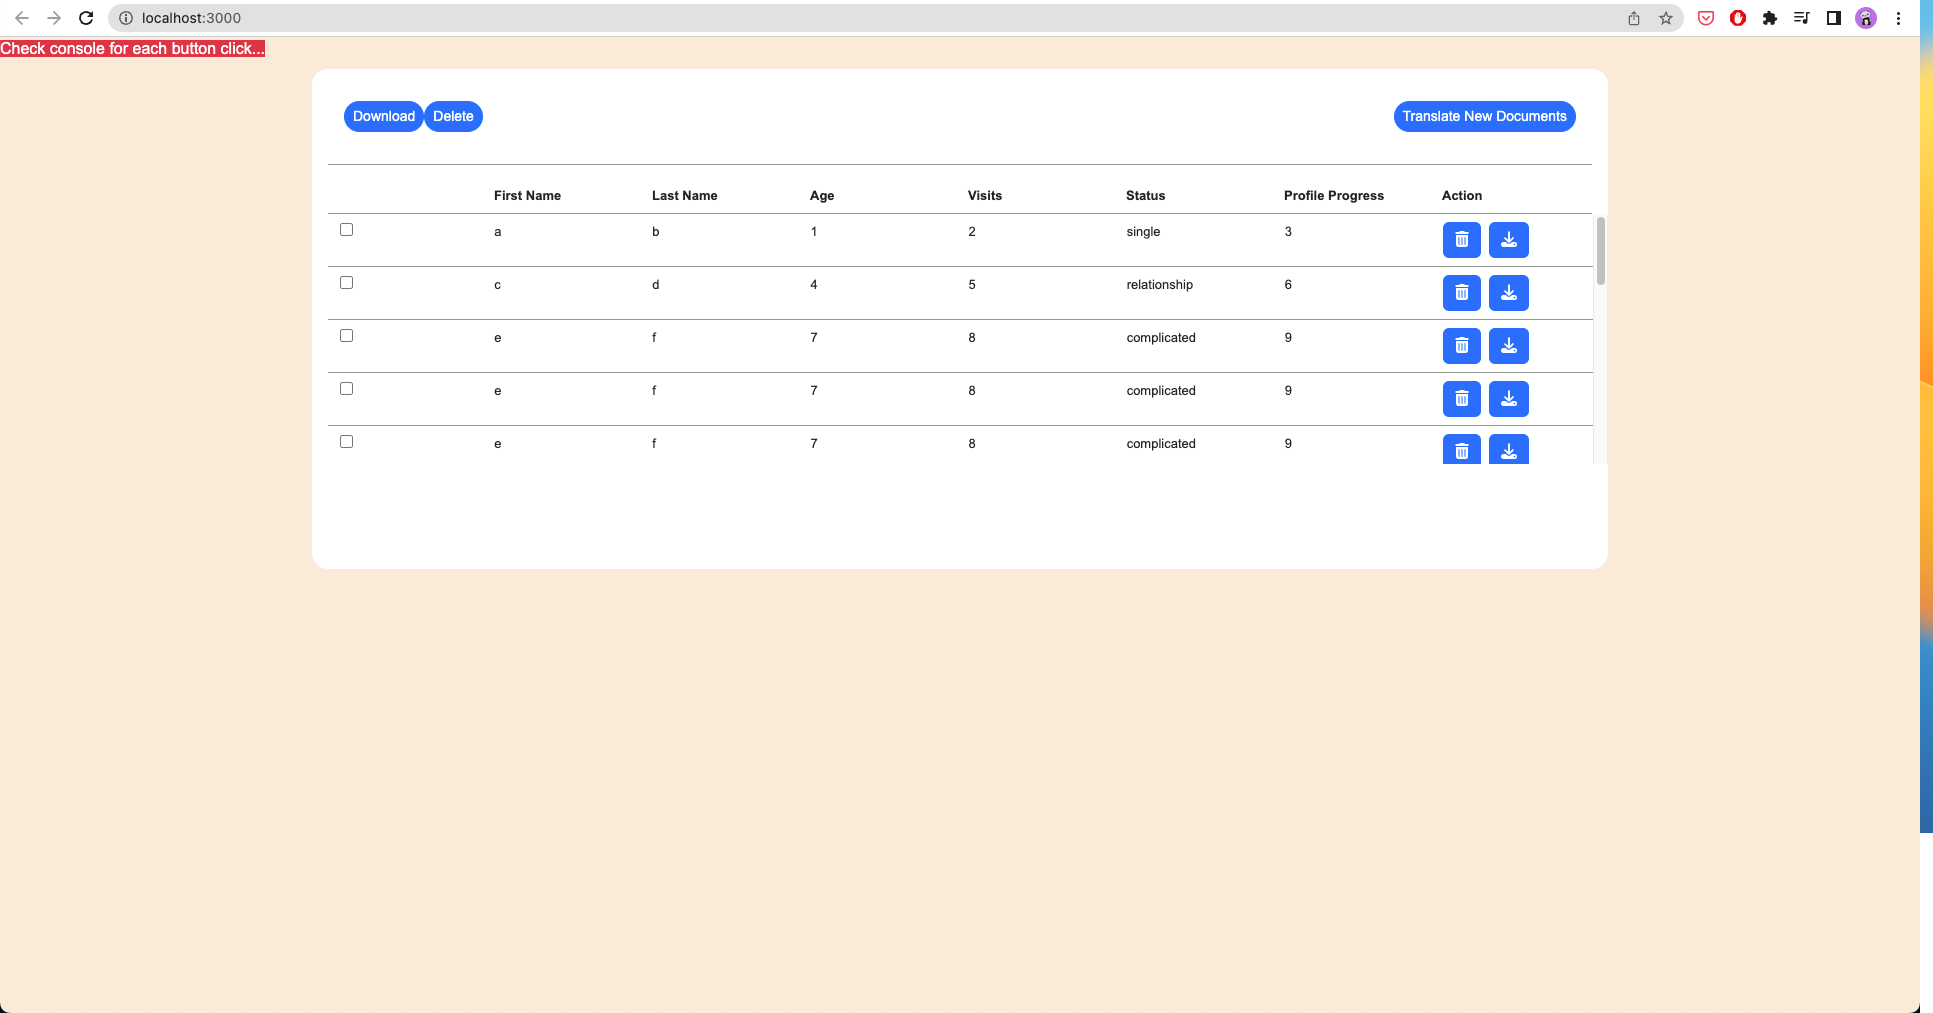 localhost:3000
Check console for each button click...
Download Delete Translate New Documents
First Name Last Name Age Visits Status Profile Progress Action
a b 1 2 single 3
c d 4 5 relationship 6
e f 7 8 complicated 9
e f 7 8 complicated 9
e f 7 8 complicated 9